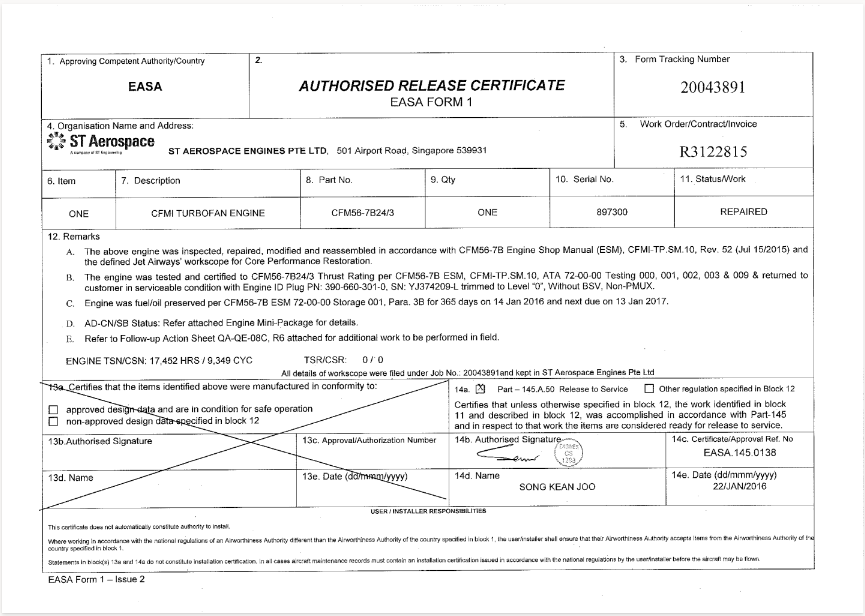 1. Approving Competent Authority/Country
EASA
2.
AUTHORISED RELEASE CERTIFICATE
EASA FORM 1
3. Form Tracking Number
20043891
4. Organisation Name and Address:
ST Aerospace
A company of ST Engineering
ST AEROSPACE ENGINES PTE LTD, 501 Airport Road, Singapore 539931
5. Work Order/Contract/Invoice
R3122815
6. Item
7. Description
8. Part No.
9. Qty
10. Serial No.
11. Status/Work
ONE
CFMI TURBOFAN ENGINE
CFM56-7B24/3
ONE
897300
REPAIRED
12. Remarks
A. The above engine was inspected, repaired, modified and reassembled in accordance with CFM56-7B Engine Shop Manual (ESM), CFMI-TP.SM.10, Rev. 52 (Jul 15/2015) and
the defined Jet Airways' workscope for Core Performance Restoration.
B. The engine was tested and certified to CFM56-7B24/3 Thrust Rating per CFM56-7B ESM, CFMI-TP.SM.10, ATA 72-00-00 Testing 000, 001, 002, 003 & 009 & returned to
customer in serviceable condition with Engine ID Plug PN: 390-660-301-0, SN: YJ374209-L trimmed to Level "0", Without BSV, Non-PMUX.
C. Engine was fuel/oil preserved per CFM56-7B ESM 72-00-00 Storage 001, Para. 3B for 365 days on 14 Jan 2016 and next due on 13 Jan 2017.
D. AD-CN/SB Status: Refer attached Engine Mini-Package for details.
E. Refer to Follow-up Action Sheet QA-QE-08C, R6 attached for additional work to be performed in field.
ENGINE TSN/CSN: 17,452 HRS / 9,349 CYC TSR/CSR: 0 / 0
All details of workscope were filed under Job No.: 20043891and kept in ST Aerospace Engines Pte Ltd
13a. Certifies that the items identified above were manufactured in conformity to:
approved design data and are in condition for safe operation
non-approved design data specified in block 12
14a. Part – 145.A.50 Release to Service
Other regulation specified in Block 12
Certifies that unless otherwise specified in block 12, the work identified in block
11 and described in block 12, was accomplished in accordance with Part-145
and in respect to that work the items are considered ready for release to service.
13b.Authorised Signature
13c. Approval/Authorization Number
14b. Authorised Signature
14c. Certificate/Approval Ref. No
EASA.145.0138
13d. Name
13e. Date (dd/mmm/yyyy)
14d. Name
SONG KEAN JOO
14e. Date (dd/mmm/yyyy)
22/JAN/2016
USER / INSTALLER RESPONSIBILITIES
This certificate does not automatically constitute authority to install.
Where working in accordance with the national regulations of an Airworthiness Authority different than the Airworthiness Authority of the country specified in block 1, the user/installer shall ensure that their Airworthiness Authority accepts items from the Airworthiness Authority of the
country specified in block 1.
Statements in block(s) 13a and 14a do not constitute installation certification, in all cases aircraft maintenance records must contain an installation certification issued in accordance with the national regulations by the user/installer before the aircraft may be flown.
EASA Form 1 – Issue 2